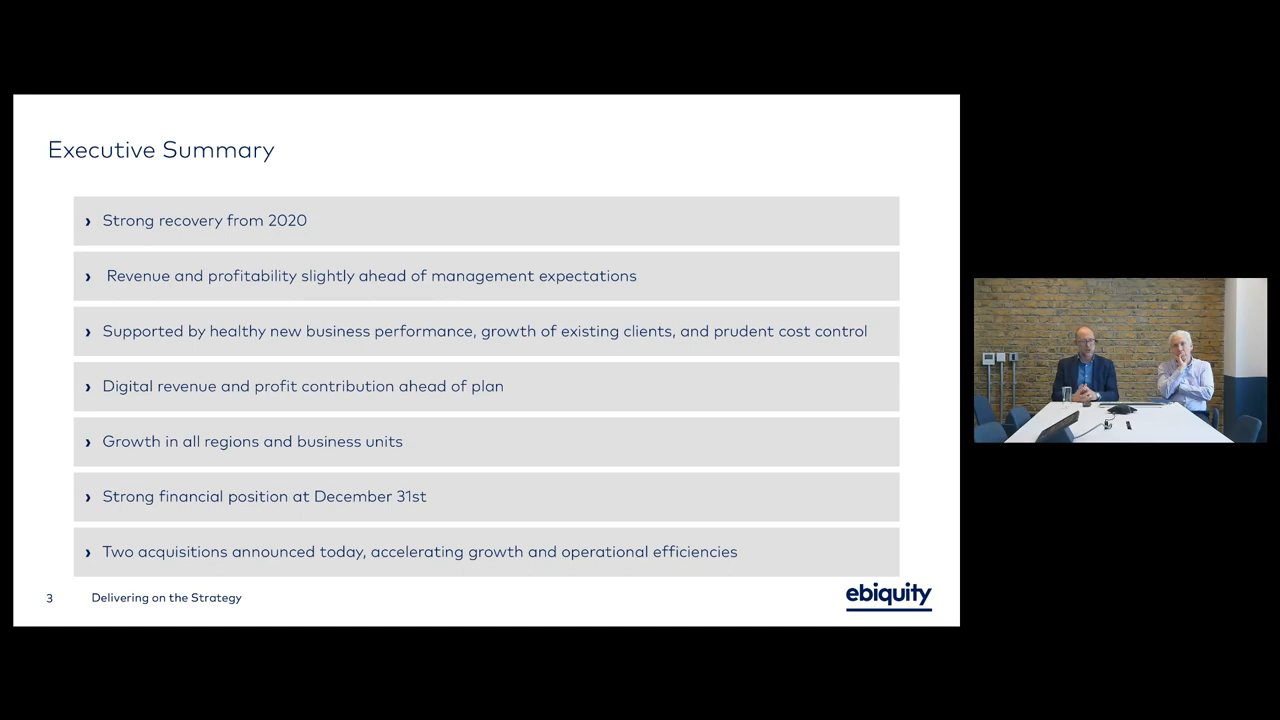 Executive Summary
› Strong recovery from 2020
› Revenue and profitability slightly ahead of management expectations
› Supported by healthy new business performance, growth of existing clients, and prudent cost control
› Digital revenue and profit contribution ahead of plan
› Growth in all regions and business units
› Strong financial position at December 31st
› Two acquisitions announced today, accelerating growth and operational efficiencies
3 Delivering on the Strategy
ebiquity